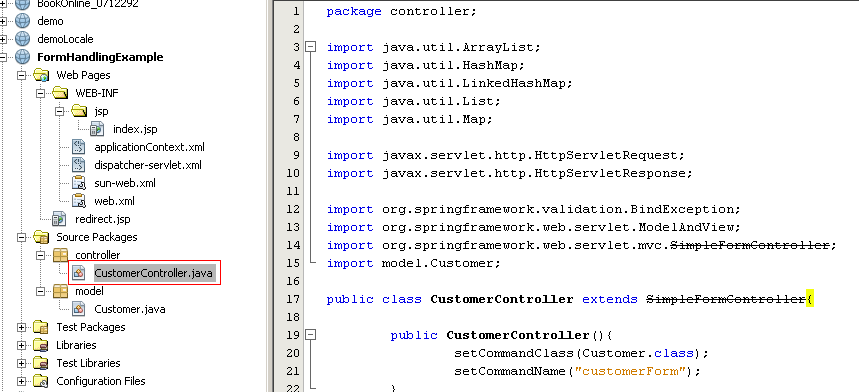 BookOnline_0712292
demo
demoLocale
FormHandlingExample
Web Pages
WEB-INF
jsp
index.jsp
applicationContext.xml
dispatcher-servlet.xml
sun-web.xml
web.xml
redirect.jsp
Source Packages
controller
CustomerController.java
model
Customer.java
Test Packages
Libraries
Test Libraries
Configuration Files
1 package controller;
2
3 import java.util.ArrayList;
4 import java.util.HashMap;
5 import java.util.LinkedHashMap;
6 import java.util.List;
7 import java.util.Map;
8
9 import javax.servlet.http.HttpServletRequest;
10 import javax.servlet.http.HttpServletResponse;
11
12 import org.springframework.validation.BindException;
13 import org.springframework.web.servlet.ModelAndView;
14 import org.springframework.web.servlet.mvc.SimpleFormController;
15 import model.Customer;
16
17 public class CustomerController extends SimpleFormController{
18
19 public CustomerController(){
20 setCommandClass(Customer.class);
21 setCommandName("customerForm");
22 }